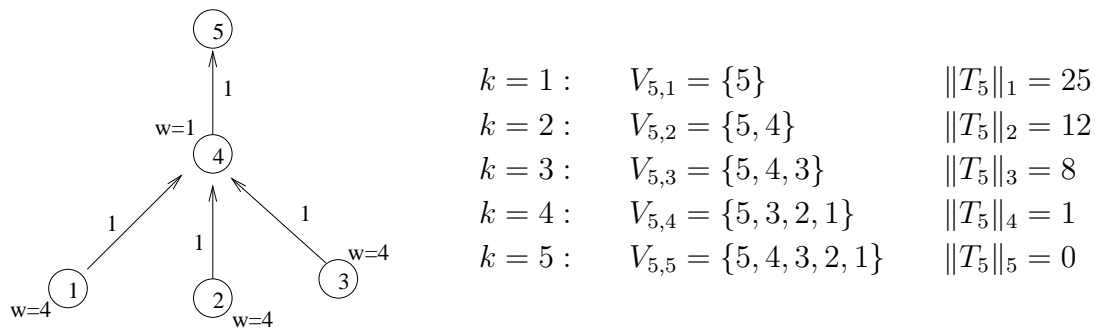 5
1
w=1
4
1
1
1
w=4
1
w=4
2
w=4
3
k = 1 : V_{5,1} = {5} ‖T_5‖_1 = 25
k = 2 : V_{5,2} = {5, 4} ‖T_5‖_2 = 12
k = 3 : V_{5,3} = {5, 4, 3} ‖T_5‖_3 = 8
k = 4 : V_{5,4} = {5, 3, 2, 1} ‖T_5‖_4 = 1
k = 5 : V_{5,5} = {5, 4, 3, 2, 1} ‖T_5‖_5 = 0